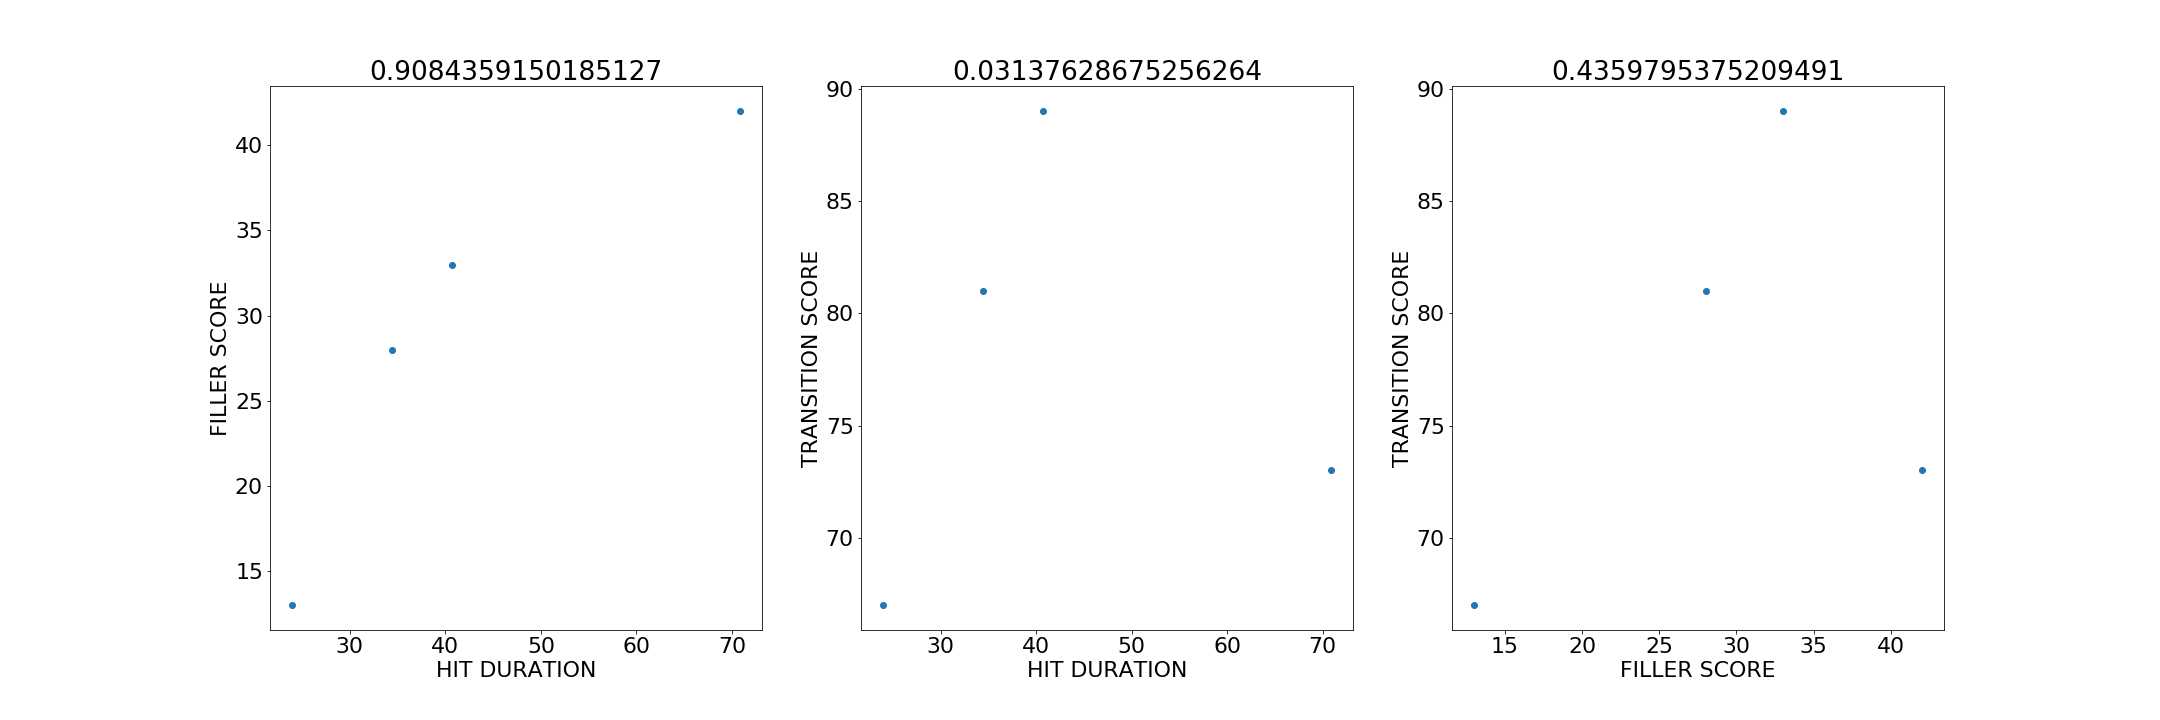 0.9084359150185127
40
35
30
25
20
15
FILLER SCORE
30 40 50 60 70
HIT DURATION
0.03137628675256264
90
85
80
75
70
TRANSITION SCORE
30 40 50 60 70
HIT DURATION
0.4359795375209491
90
85
80
75
70
TRANSITION SCORE
15 20 25 30 35 40
FILLER SCORE